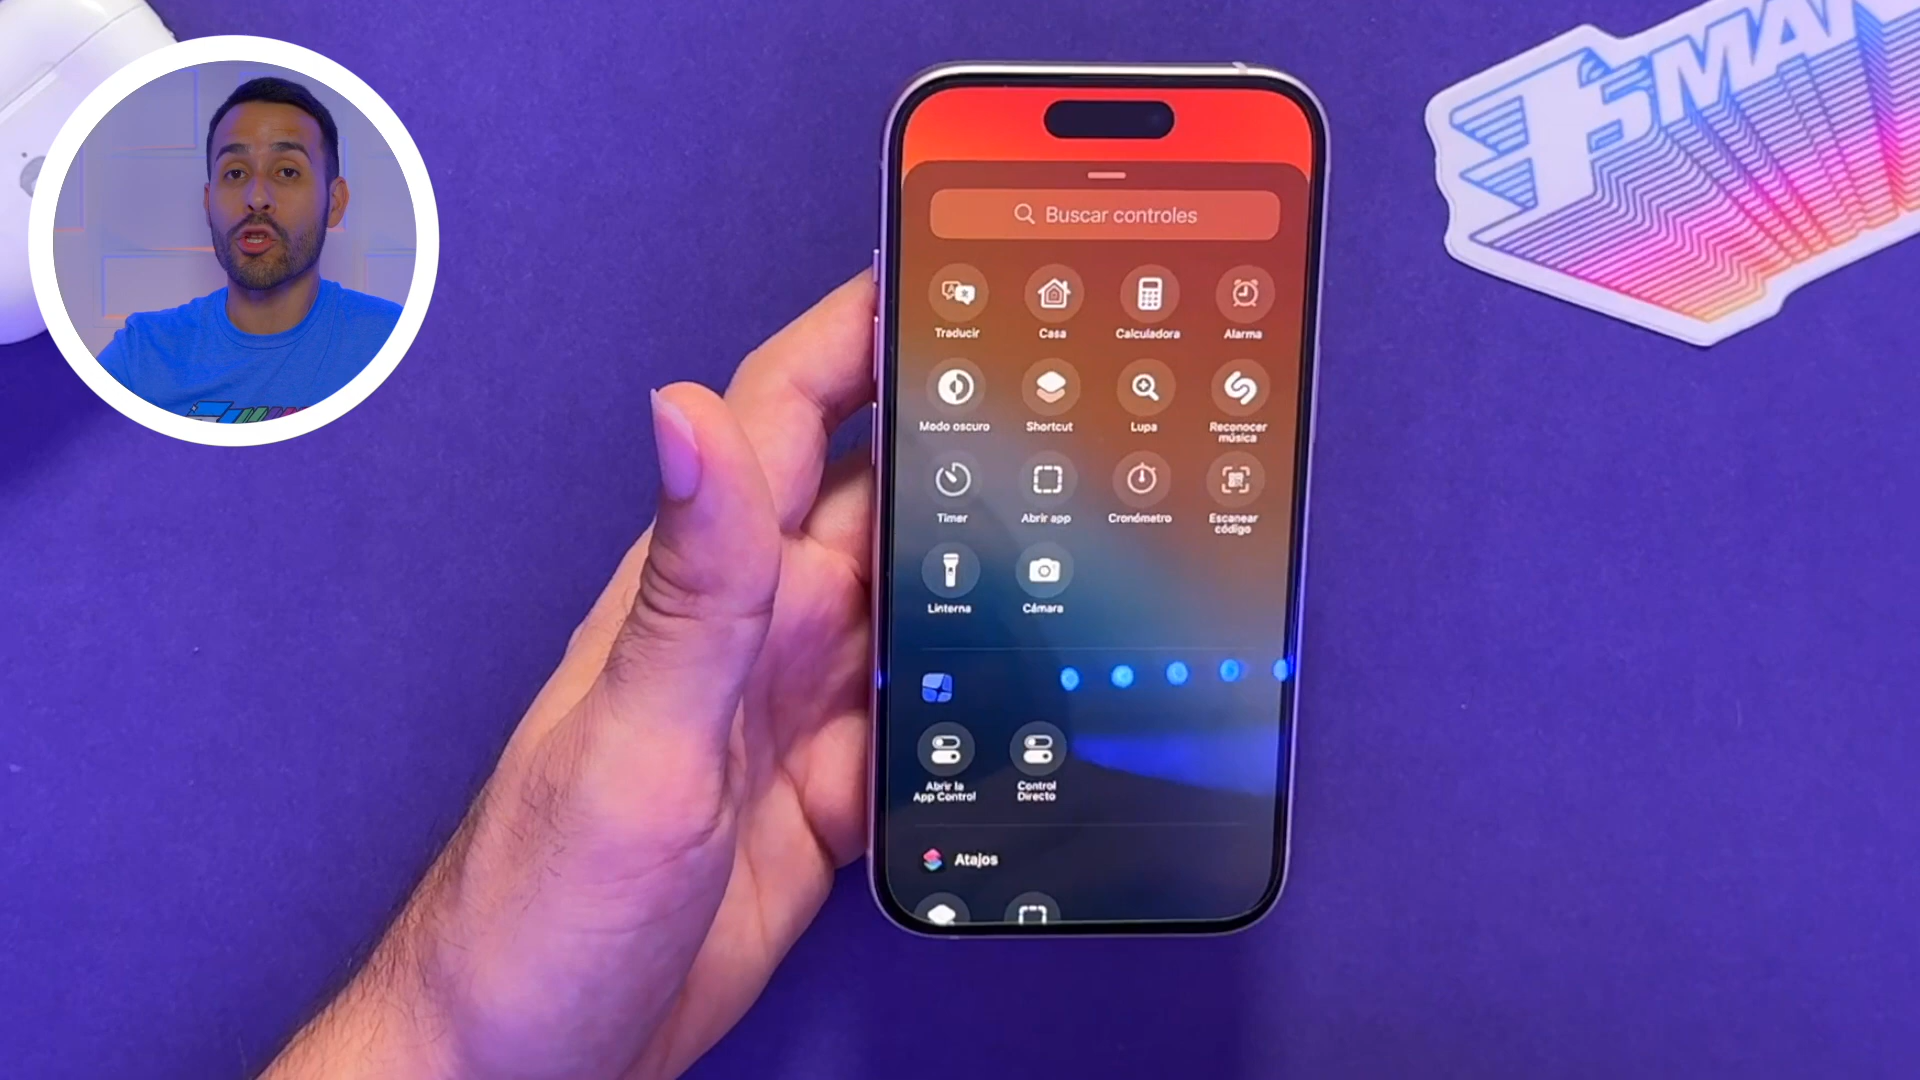 Buscar controles
Traducir
Casa
Calculadora
Alarma
Modo oscuro
Shortcut
Lupa
Reconocer
música
Timer
Abrir app
Cronómetro
Escanear
código
Linterna
Cámara
Abrir la
App Control
Control
Directo
Atajos